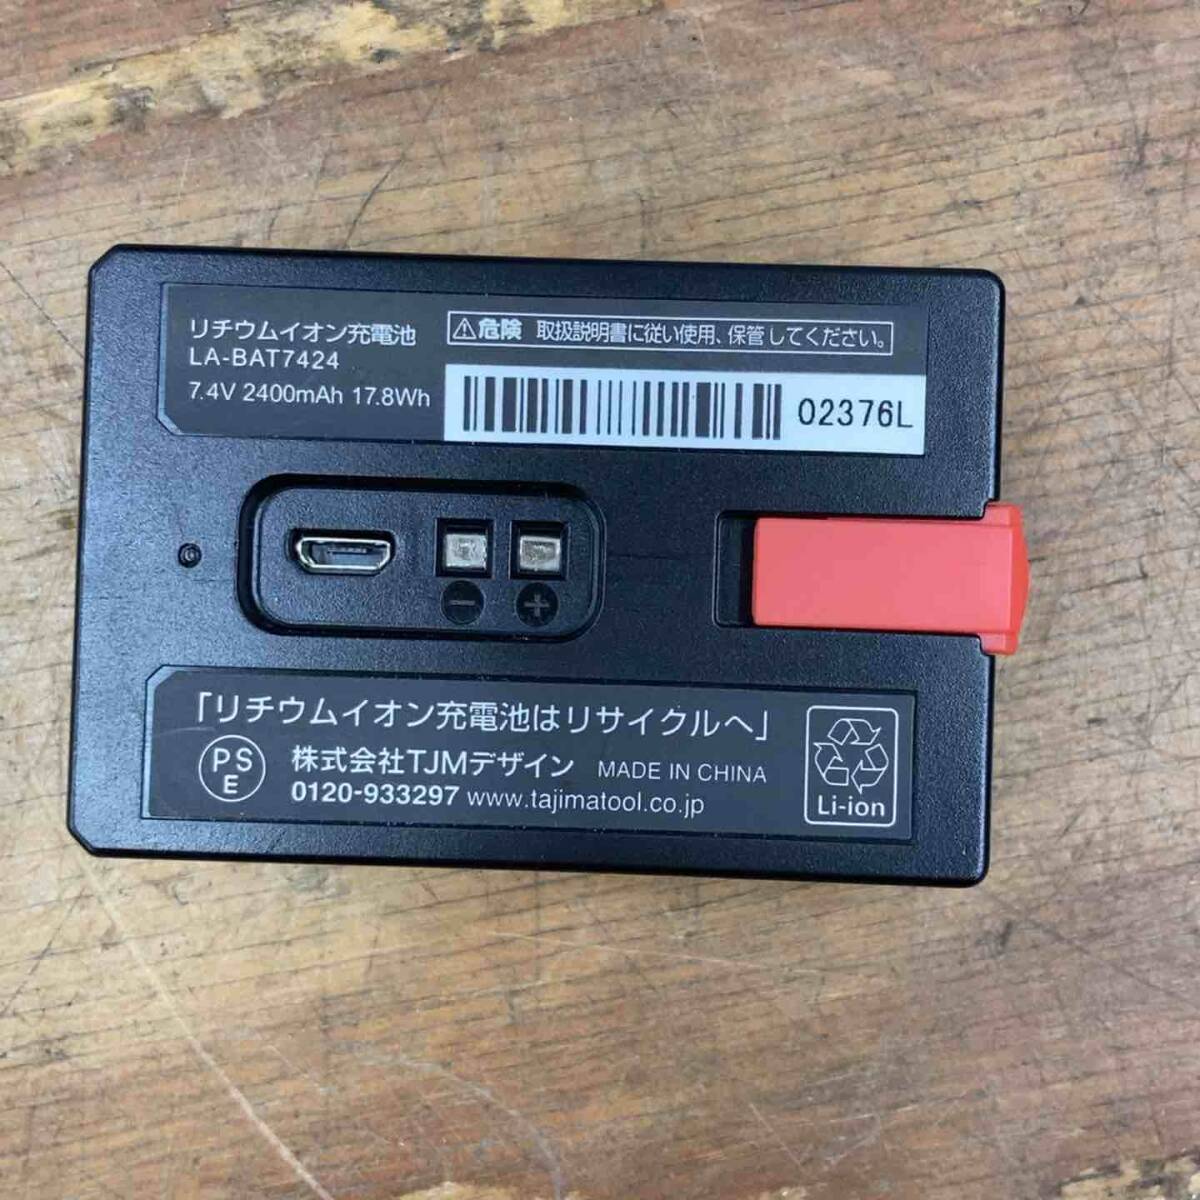 リチウムイオン充電池
LA-BAT7424
7.4V 2400mAh 17.8Wh
⚠危険 取扱説明書に従い使用、保管してください。
02376L
− +
「リチウムイオン充電池はリサイクルへ」
PS
E
株式会社TJMデザイン MADE IN CHINA
0120-933297 www.tajimatool.co.jp
Li-ion